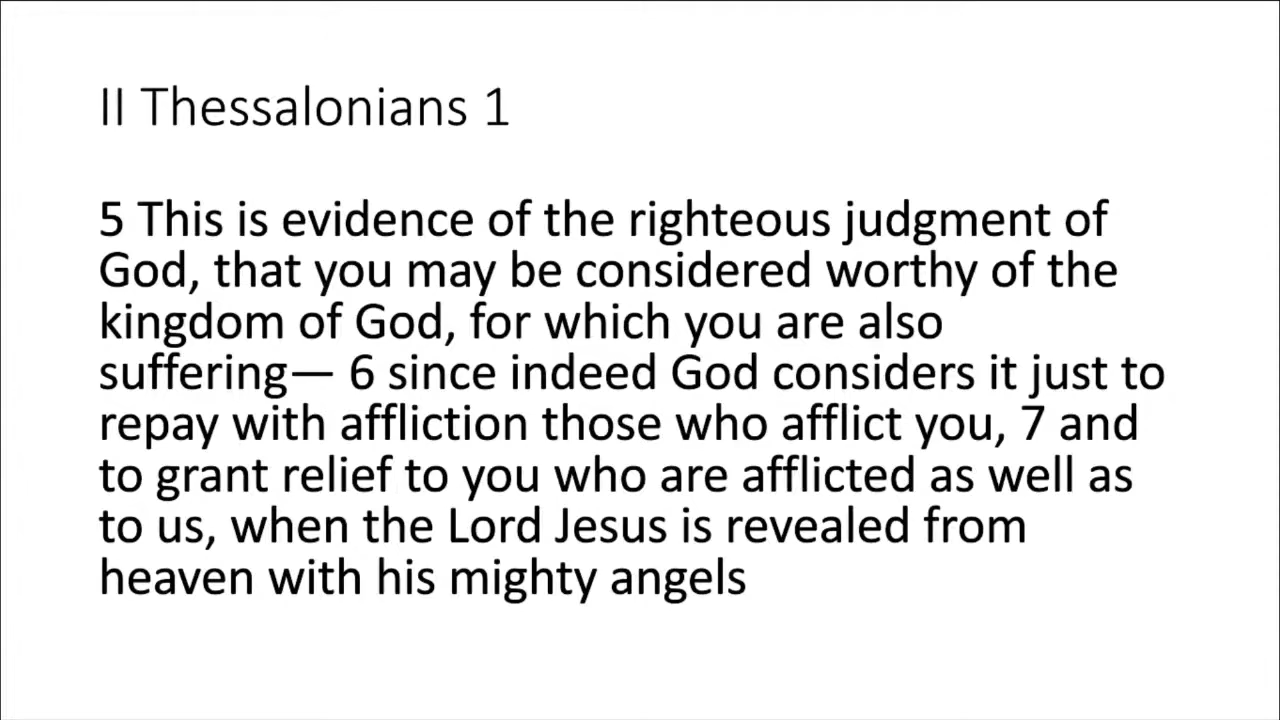 II Thessalonians 1
5 This is evidence of the righteous judgment of
God, that you may be considered worthy of the
kingdom of God, for which you are also
suffering— 6 since indeed God considers it just to
repay with affliction those who afflict you, 7 and
to grant relief to you who are afflicted as well as
to us, when the Lord Jesus is revealed from
heaven with his mighty angels